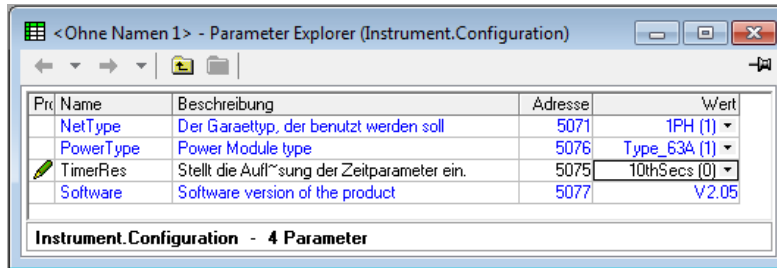 <Ohne Namen 1> - Parameter Explorer (Instrument.Configuration)
Pro Name Beschreibung Adresse Wert
NetType Der Garaettyp, der benutzt werden soll 5071 1PH (1)
PowerType Power Module type 5076 Type_63A (1)
TimerRes Stellt die Aufl~sung der Zeitparameter ein. 5075 10thSecs (0)
Software Software version of the product 5077 V2.05
Instrument.Configuration - 4 Parameter